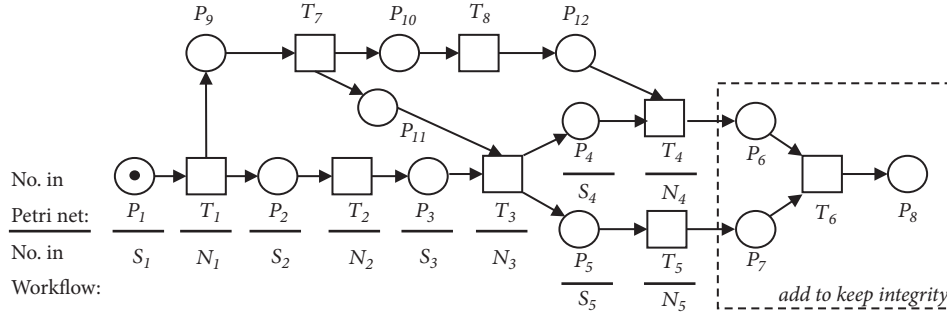 P9 T7 P10 T8 P12
P11
P4 T4 P6
No. in
Petri net:
P1 T1 P2 T2 P3 T3
S4 N4
T6 P8
P5 T5 P7
No. in
Workflow:
S1 N1 S2 N2 S3 N3
S5 N5
add to keep integrity